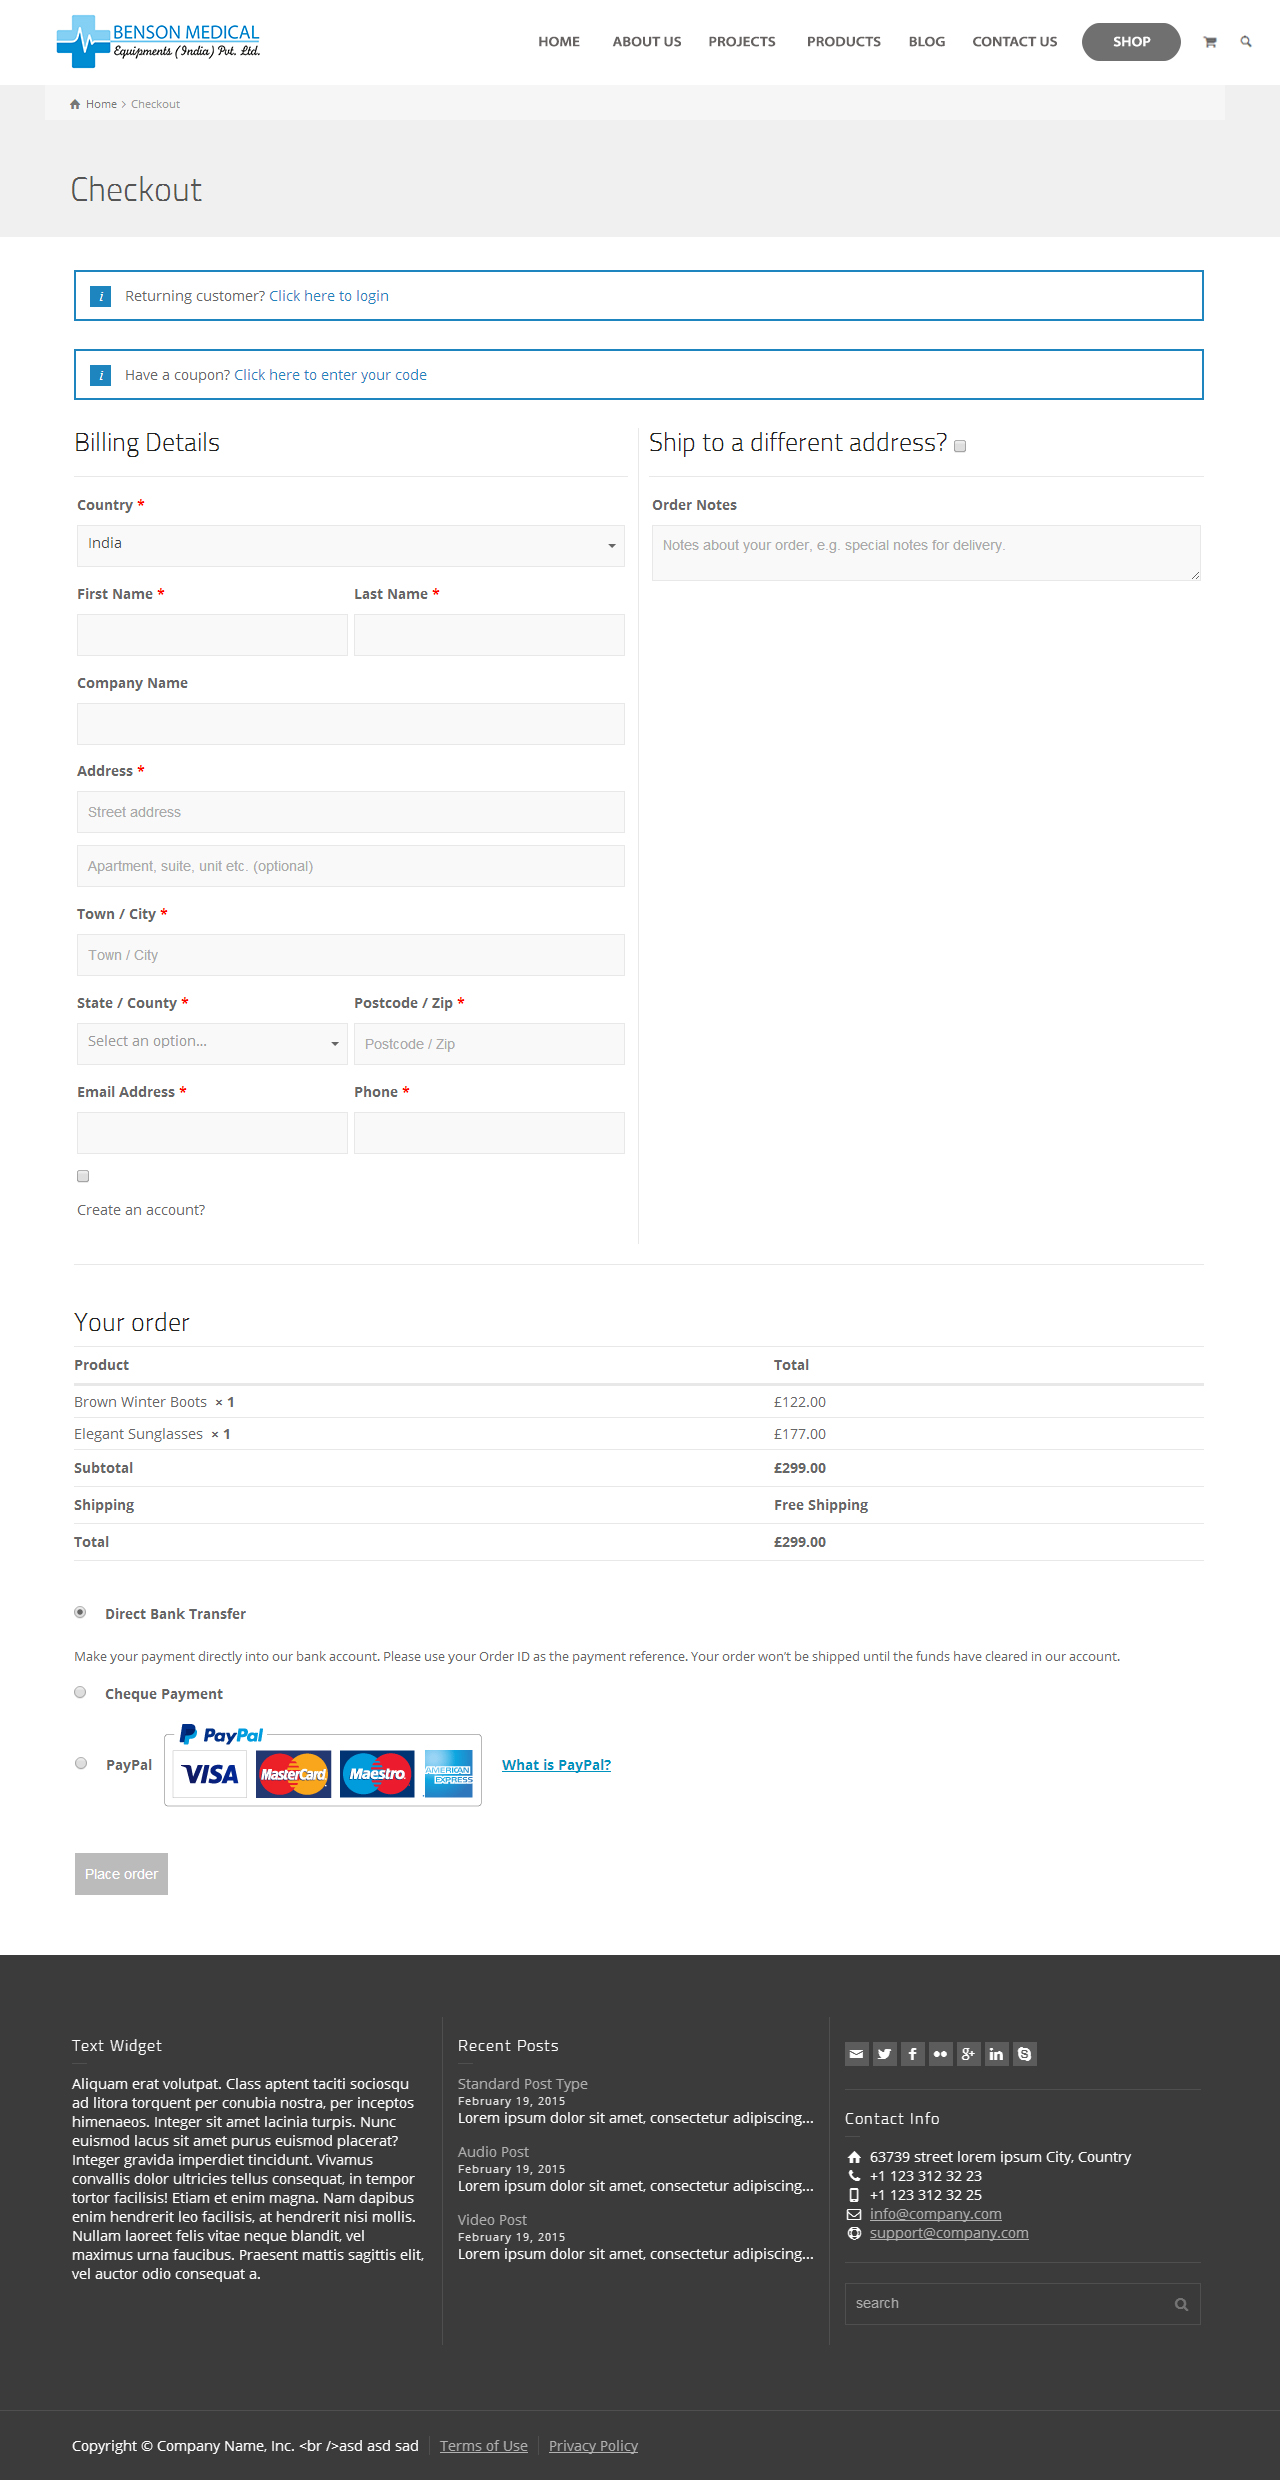 BENSON MEDICAL
Equipments (India) Pvt. Ltd.
HOME ABOUT US PROJECTS PRODUCTS BLOG CONTACT US SHOP
Home > Checkout
Checkout
i Returning customer? Click here to login
i Have a coupon? Click here to enter your code
Billing Details
Country *
India
First Name * Last Name *
Company Name
Address *
Street address
Apartment, suite, unit etc. (optional)
Town / City *
Town / City
State / County * Postcode / Zip *
Select an option... Postcode / Zip
Email Address * Phone *
Create an account?
Ship to a different address?
Order Notes
Notes about your order, e.g. special notes for delivery.
Your order
Product Total
Brown Winter Boots × 1 £122.00
Elegant Sunglasses × 1 £177.00
Subtotal £299.00
Shipping Free Shipping
Total £299.00
Direct Bank Transfer
Make your payment directly into our bank account. Please use your Order ID as the payment reference. Your order won't be shipped until the funds have cleared in our account.
Cheque Payment
PayPal
PayPal
VISA MasterCard Maestro AMERICAN EXPRESS
What is PayPal?
Place order
Text Widget
Aliquam erat volutpat. Class aptent taciti sociosqu
ad litora torquent per conubia nostra, per inceptos
himenaeos. Integer sit amet lacinia turpis. Nunc
euismod lacus sit amet purus euismod placerat?
Integer gravida imperdiet tincidunt. Vivamus
convallis dolor ultricies tellus consequat, in tempor
tortor facilisis! Etiam et enim magna. Nam dapibus
enim hendrerit leo facilisis, at hendrerit nisi mollis.
Nullam laoreet felis vitae neque blandit, vel
maximus urna faucibus. Praesent mattis sagittis elit,
vel auctor odio consequat a.
Recent Posts
Standard Post Type
February 19, 2015
Lorem ipsum dolor sit amet, consectetur adipiscing...
Audio Post
February 19, 2015
Lorem ipsum dolor sit amet, consectetur adipiscing...
Video Post
February 19, 2015
Lorem ipsum dolor sit amet, consectetur adipiscing...
Contact Info
63739 street lorem ipsum City, Country
+1 123 312 32 23
+1 123 312 32 25
info@company.com
support@company.com
search
Copyright © Company Name, Inc. <br />asd asd sad Terms of Use Privacy Policy